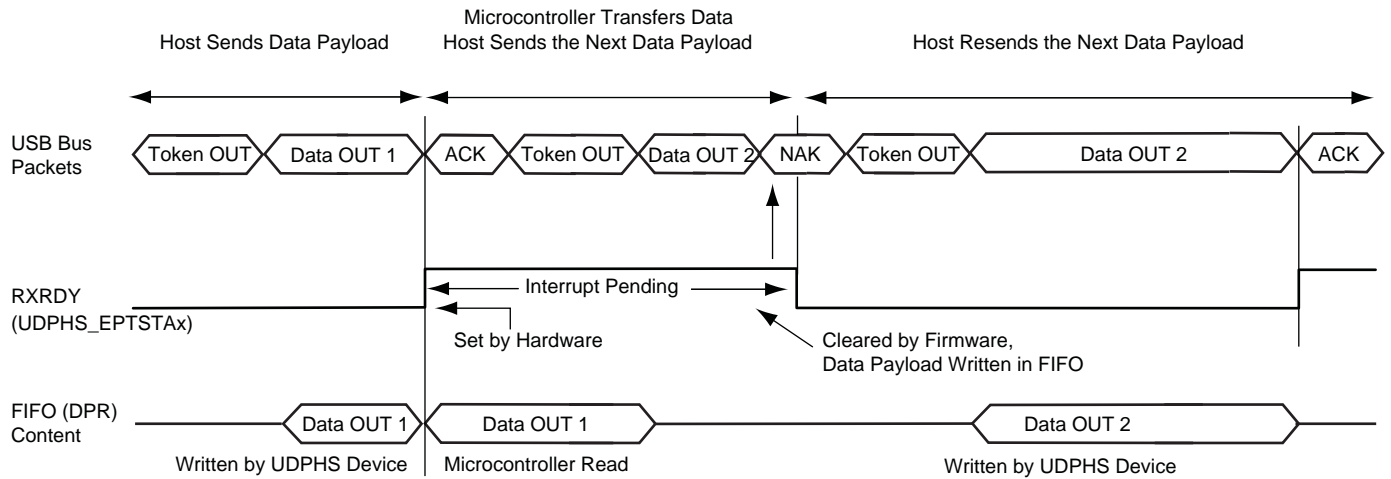 Microcontroller Transfers Data
Host Sends Data Payload
Host Sends the Next Data Payload
Host Resends the Next Data Payload
USB Bus
Packets
Token OUT
Data OUT 1
ACK
Token OUT
Data OUT 2
NAK
Token OUT
Data OUT 2
ACK
RXRDY
(UDPHS_EPTSTAx)
Interrupt Pending
Set by Hardware
Cleared by Firmware,
Data Payload Written in FIFO
FIFO (DPR)
Content
Data OUT 1
Data OUT 1
Data OUT 2
Written by UDPHS Device
Microcontroller Read
Written by UDPHS Device